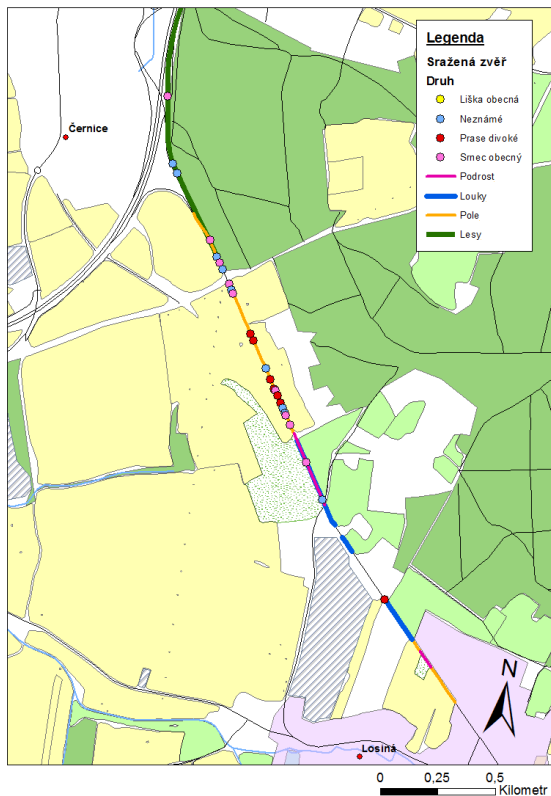 Legenda
Sražená zvěř
Druh
Liška obecná
Neznámé
Prase divoké
Srnec obecný
Podrost
Louky
Pole
Lesy
Černice
N
Losiná
0 0,25 0,5
Kilometr